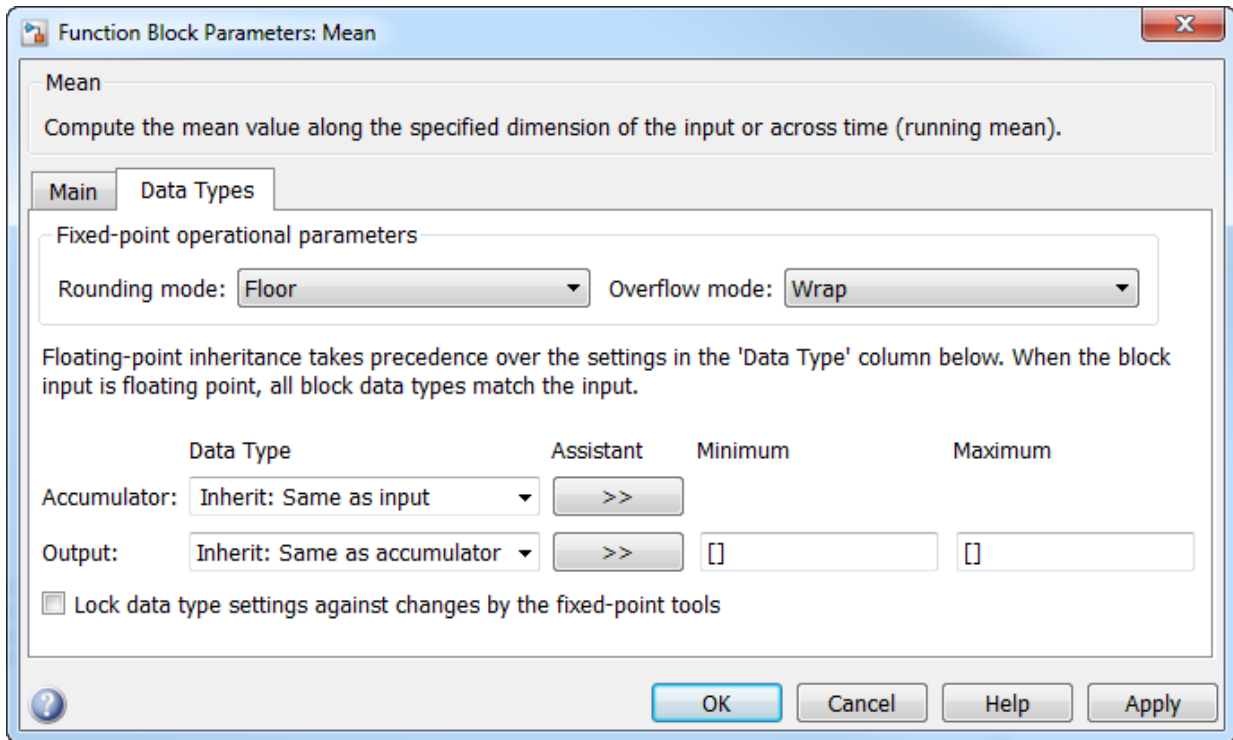 Function Block Parameters: Mean
X
Mean
Compute the mean value along the specified dimension of the input or across time (running mean).
Main Data Types
Fixed-point operational parameters
Rounding mode: Floor Overflow mode: Wrap
Floating-point inheritance takes precedence over the settings in the 'Data Type' column below. When the block
input is floating point, all block data types match the input.
Data Type Assistant Minimum Maximum
Accumulator: Inherit: Same as input >>
Output: Inherit: Same as accumulator >> [] []
Lock data type settings against changes by the fixed-point tools
? OK Cancel Help Apply